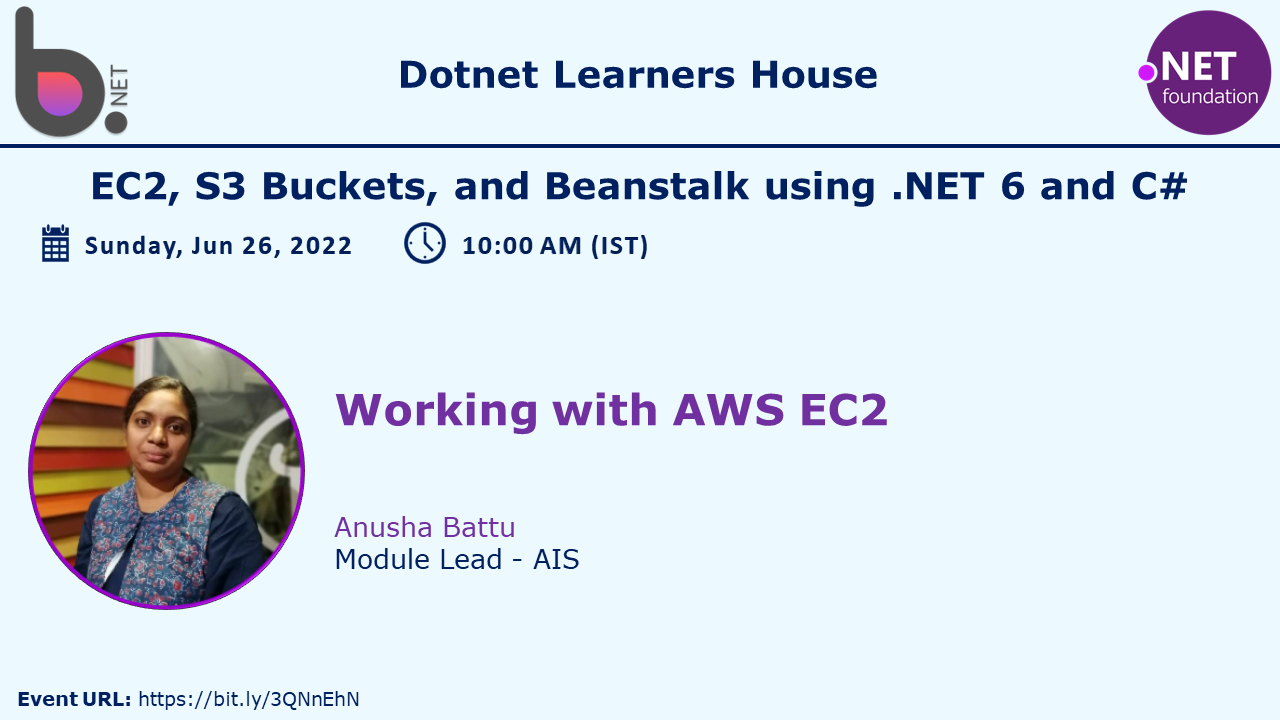 .NET
Dotnet Learners House
.NET
foundation
EC2, S3 Buckets, and Beanstalk using .NET 6 and C#
Sunday, Jun 26, 2022
10:00 AM (IST)
Working with AWS EC2
Anusha Battu
Module Lead - AIS
Event URL: https://bit.ly/3QNnEhN